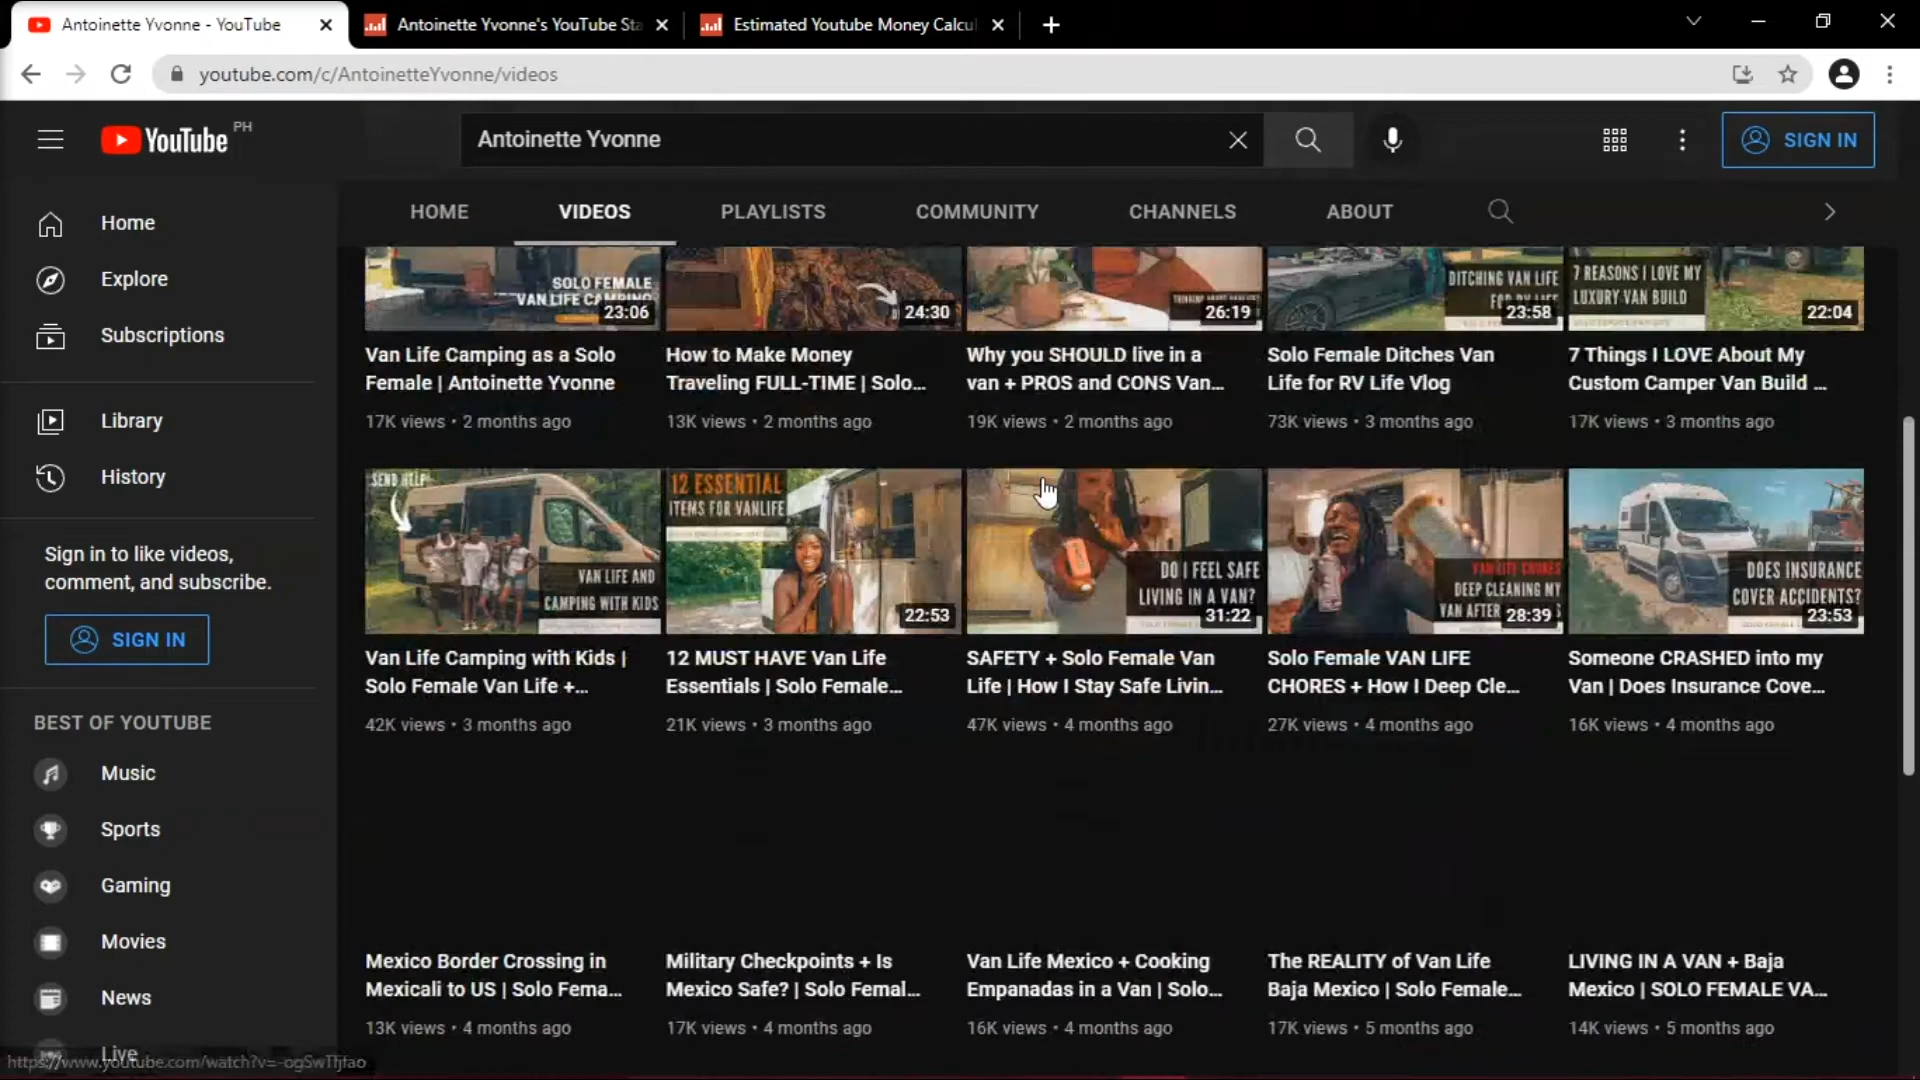 Antoinette Yvonne - YouTube
Antoinette Yvonne's YouTube Sta
Estimated Youtube Money Calcu
youtube.com/c/AntoinetteYvonne/videos
YouTube PH
Antoinette Yvonne
SIGN IN
HOME
VIDEOS
PLAYLISTS
COMMUNITY
CHANNELS
ABOUT
Home
Explore
Subscriptions
Library
History
Sign in to like videos,
comment, and subscribe.
SIGN IN
BEST OF YOUTUBE
Music
Sports
Gaming
Movies
News
Live
https://www.youtube.com/watch?v=-ogSwTfjfao
SOLO FEMALE
VAN LIFE CAMPING
23:06
Van Life Camping as a Solo
Female | Antoinette Yvonne
17K views • 2 months ago
24:30
How to Make Money
Traveling FULL-TIME | Solo...
13K views • 2 months ago
26:19
Why you SHOULD live in a
van + PROS and CONS Van...
19K views • 2 months ago
DITCHING VAN LIFE
FOR RV LIFE
23:58
Solo Female Ditches Van
Life for RV Life Vlog
73K views • 3 months ago
7 REASONS I LOVE MY
LUXURY VAN BUILD
22:04
7 Things I LOVE About My
Custom Camper Van Build ...
17K views • 3 months ago
SEND HELP
VAN LIFE AND
CAMPING WITH KIDS
Van Life Camping with Kids |
Solo Female Van Life +...
42K views • 3 months ago
12 ESSENTIAL
ITEMS FOR VANLIFE
22:53
12 MUST HAVE Van Life
Essentials | Solo Female...
21K views • 3 months ago
DO I FEEL SAFE
LIVING IN A VAN?
31:22
SAFETY + Solo Female Van
Life | How I Stay Safe Livin...
47K views • 4 months ago
VAN LIFE CHORES
DEEP CLEANING MY
VAN AFTER
28:39
Solo Female VAN LIFE
CHORES + How I Deep Cle...
27K views • 4 months ago
DOES INSURANCE
COVER ACCIDENTS?
23:53
Someone CRASHED into my
Van | Does Insurance Cove...
16K views • 4 months ago
Mexico Border Crossing in
Mexicali to US | Solo Fema...
13K views • 4 months ago
Military Checkpoints + Is
Mexico Safe? | Solo Femal...
17K views • 4 months ago
Van Life Mexico + Cooking
Empanadas in a Van | Solo...
16K views • 4 months ago
The REALITY of Van Life
Baja Mexico | Solo Female...
17K views • 5 months ago
LIVING IN A VAN + Baja
Mexico | SOLO FEMALE VA...
14K views • 5 months ago